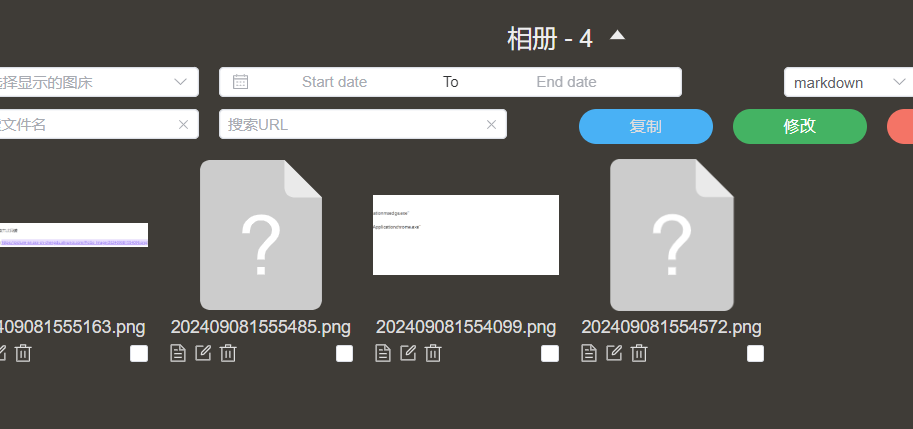 相册 - 4
选择显示的图床
Start date To End date
markdown
文件名
搜索URL
复制
修改
?
?
409081555163.png
202409081555485.png
202409081554099.png
202409081554572.png